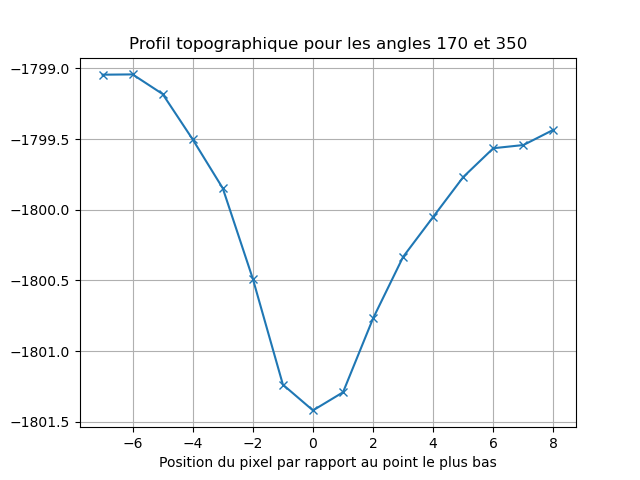 Profil topographique pour les angles 170 et 350
−1799.0
−1799.5
−1800.0
−1800.5
−1801.0
−1801.5
−6 −4 −2 0 2 4 6 8
Position du pixel par rapport au point le plus bas